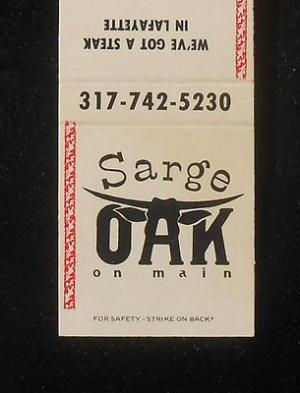 WE'VE GOT A STEAK
IN LAFAYETTE
317-742-5230
Sarge
OAK
on main
FOR SAFETY - STRIKE ON BACK*